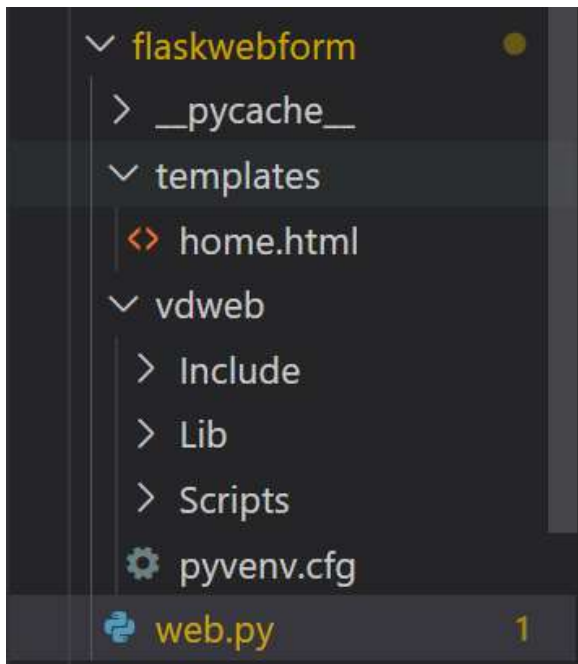 flaskwebform
__pycache__
templates
home.html
vdweb
Include
Lib
Scripts
pyvenv.cfg
web.py 1